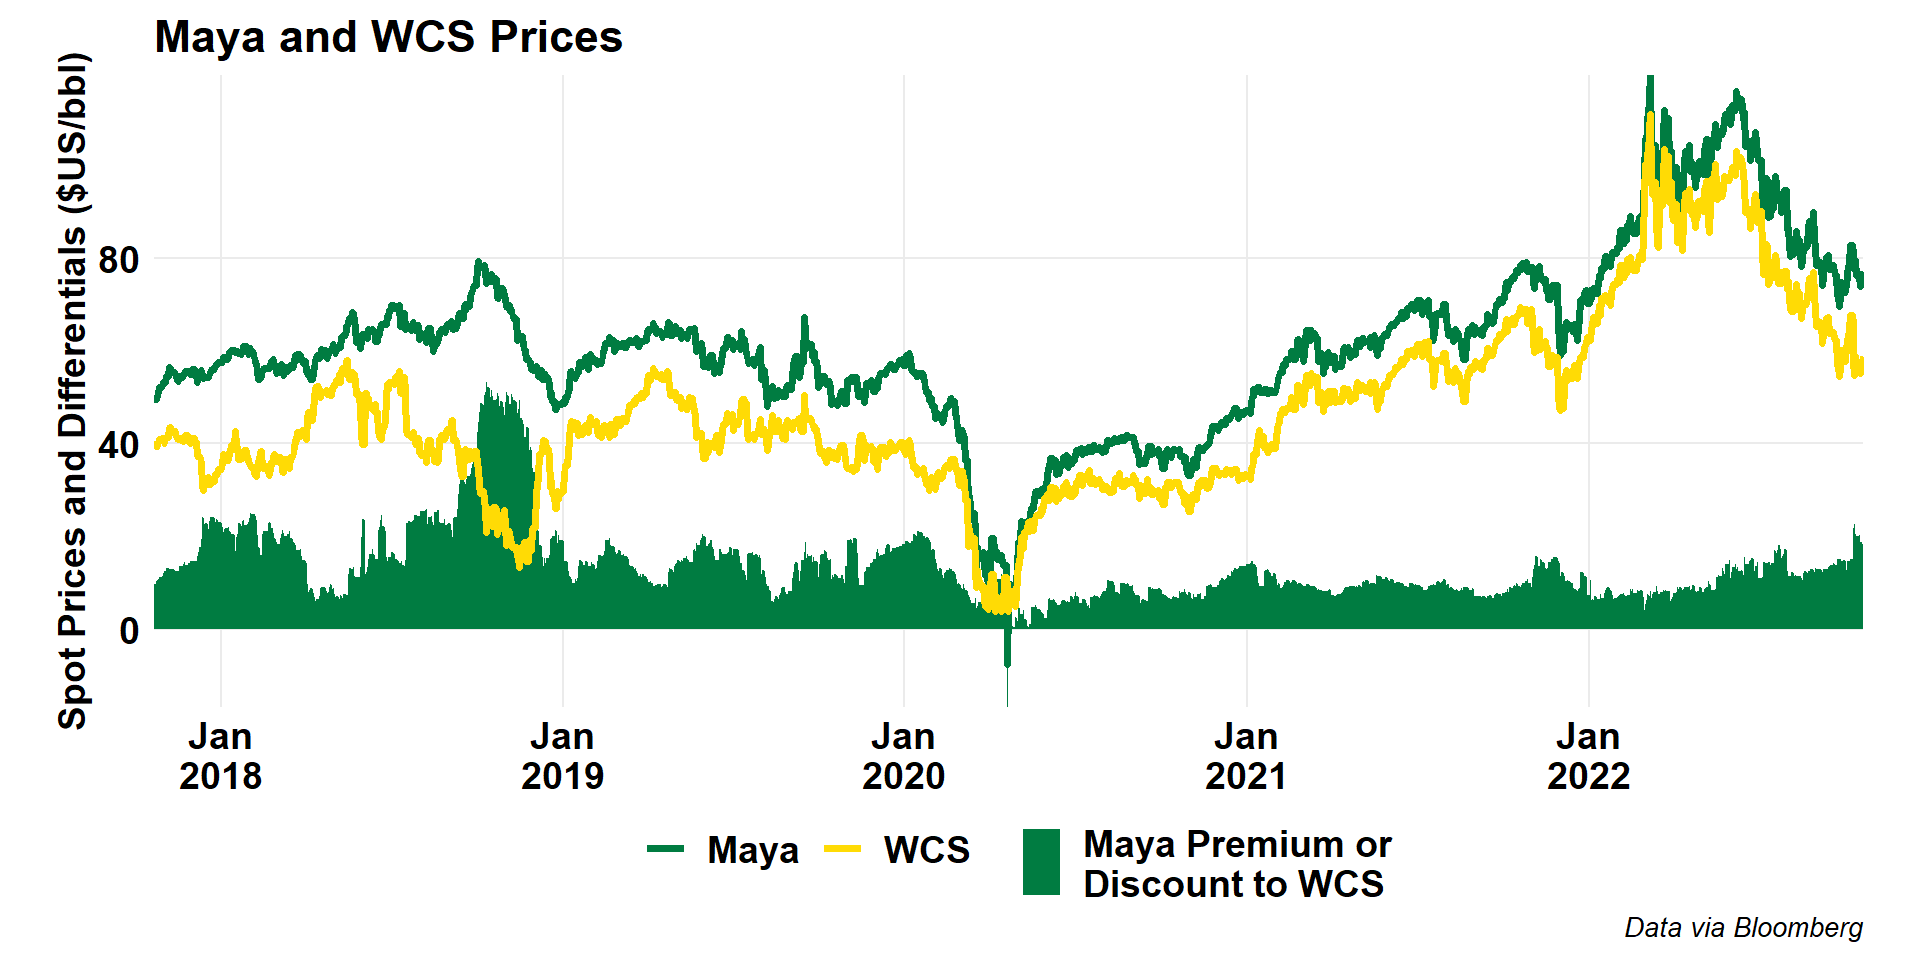 Maya and WCS Prices
Spot Prices and Differentials ($US/bbl)
80
40
0
Jan
2018
Jan
2019
Jan
2020
Jan
2021
Jan
2022
Maya
WCS
Maya Premium or
Discount to WCS
Data via Bloomberg